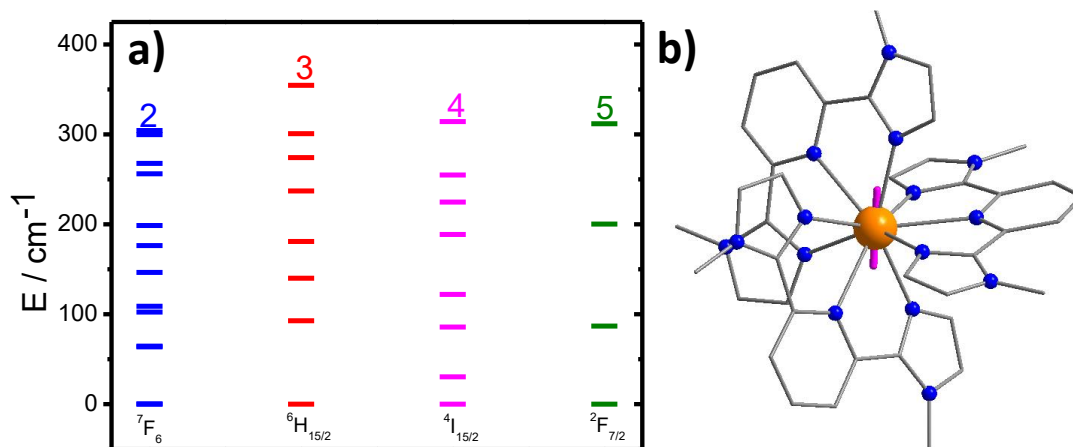 a)
b)
E / cm⁻¹
400
300
200
100
0
2
3
4
5
⁷F₆
⁶H₁₅/₂
⁴I₁₅/₂
²F₇/₂